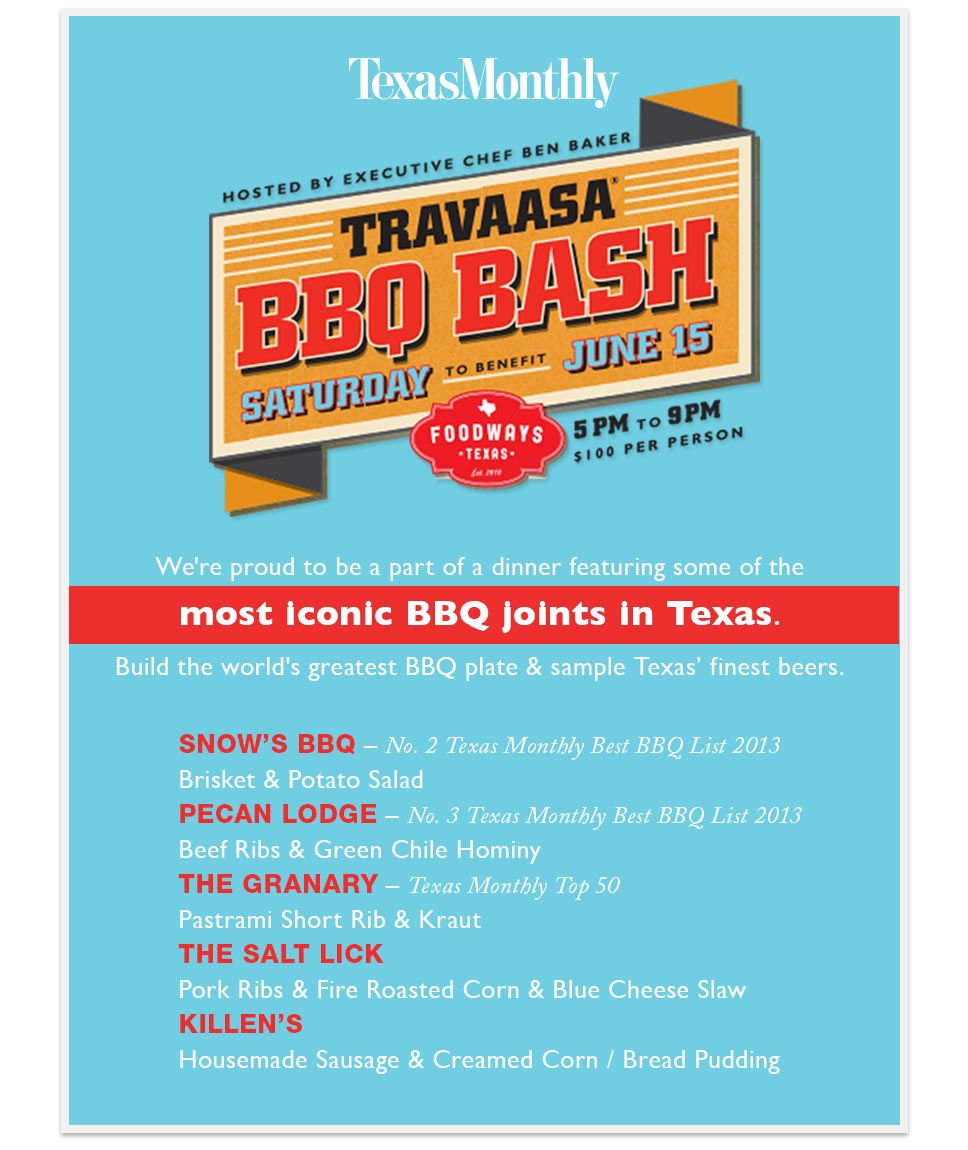 TexasMonthly
HOSTED BY EXECUTIVE CHEF BEN BAKER
TRAVAASA®
BBQ BASH
SATURDAY TO BENEFIT JUNE 15
FOODWAYS
·TEXAS·
Est. 2010
5 PM TO 9 PM
$100 PER PERSON
We're proud to be a part of a dinner featuring some of the
most iconic BBQ joints in Texas.
Build the world's greatest BBQ plate & sample Texas’ finest beers.
SNOW’S BBQ – No. 2 Texas Monthly Best BBQ List 2013
Brisket & Potato Salad
PECAN LODGE – No. 3 Texas Monthly Best BBQ List 2013
Beef Ribs & Green Chile Hominy
THE GRANARY – Texas Monthly Top 50
Pastrami Short Rib & Kraut
THE SALT LICK
Pork Ribs & Fire Roasted Corn & Blue Cheese Slaw
KILLEN’S
Housemade Sausage & Creamed Corn / Bread Pudding